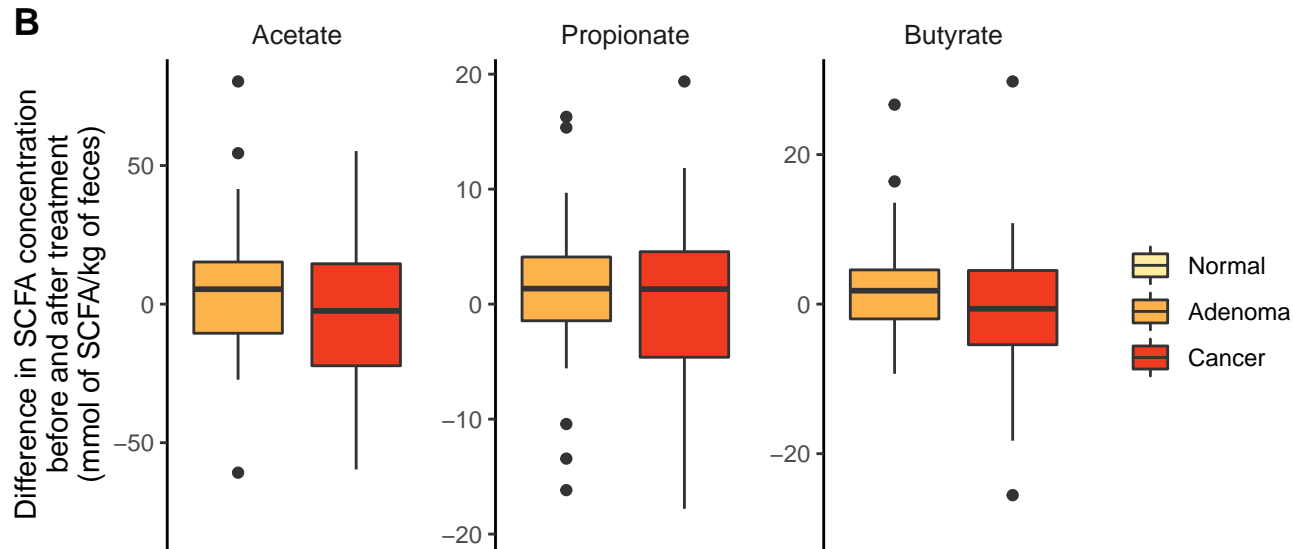 B
Acetate
Propionate
Butyrate
Difference in SCFA concentration
before and after treatment
(mmol of SCFA/kg of feces)
50
0
−50
20
10
0
−10
−20
20
0
−20
Normal
Adenoma
Cancer